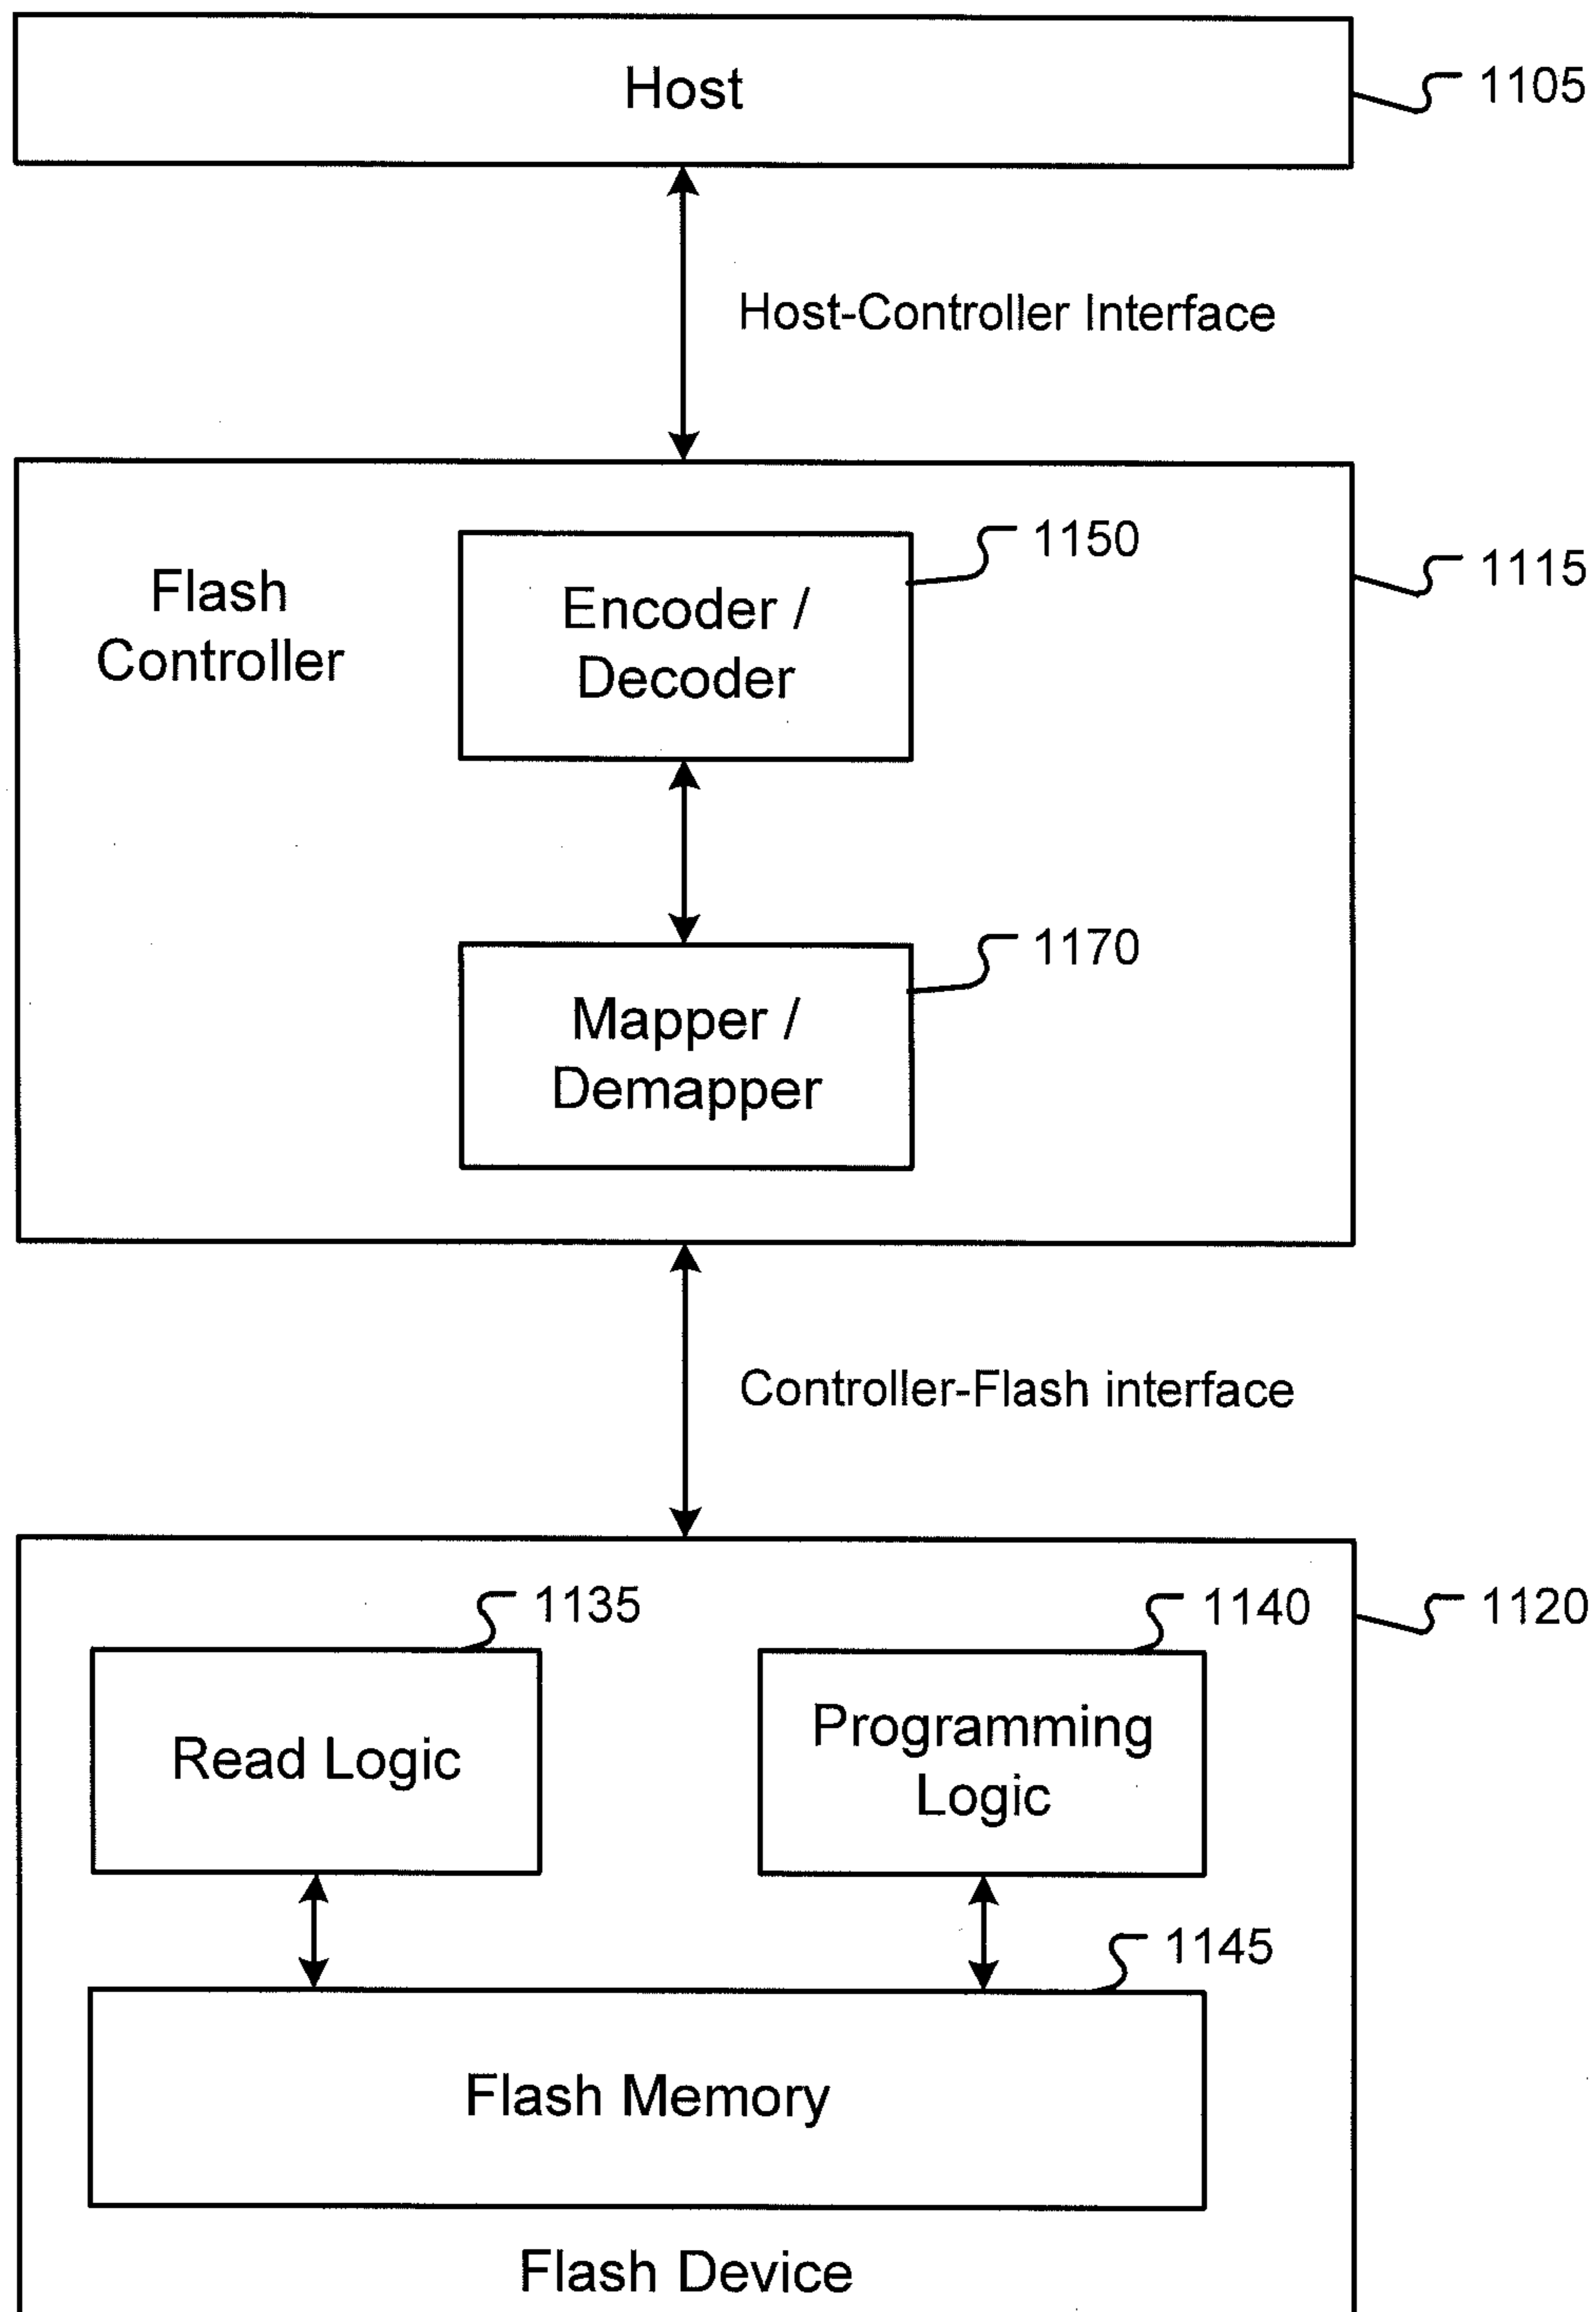 Host
1105
Host-Controller Interface
1150
1115
Flash
Controller
Encoder /
Decoder
1170
Mapper /
Demapper
Controller-Flash interface
1135
1140
1120
Read Logic
Programming
Logic
1145
Flash Memory
Flash Device